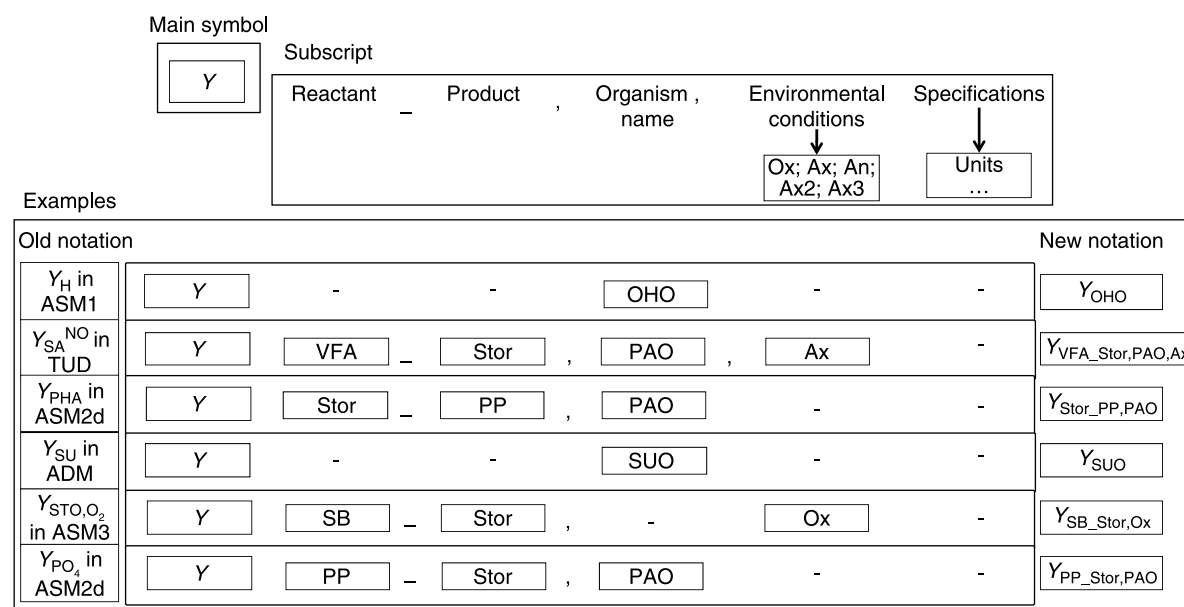 Main symbol
Y
Subscript
Reactant _ Product , Organism , Environmental Specifications
name conditions
Ox; Ax; An; Units
Ax2; Ax3 ...
Examples
Old notation New notation
Y_H in
ASM1
Y - - OHO - - Y_OHO
Y_SA^NO in
TUD
Y VFA _ Stor , PAO , Ax - Y_VFA_Stor,PAO,Ax
Y_PHA in
ASM2d
Y Stor _ PP , PAO - - Y_Stor_PP,PAO
Y_SU in
ADM
Y - - SUO - - Y_SUO
Y_STO,O₂
in ASM3
Y SB _ Stor , - Ox - Y_SB_Stor,Ox
Y_PO₄ in
ASM2d
Y PP _ Stor , PAO - - Y_PP_Stor,PAO